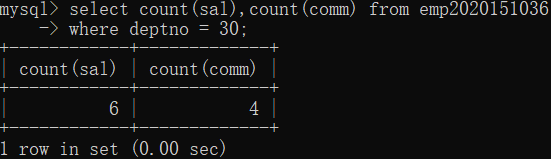 mysql> select count(sal),count(comm) from emp2020151036
    -> where deptno = 30;
+------------+-------------+
| count(sal) | count(comm) |
+------------+-------------+
|          6 |           4 |
+------------+-------------+
1 row in set (0.00 sec)